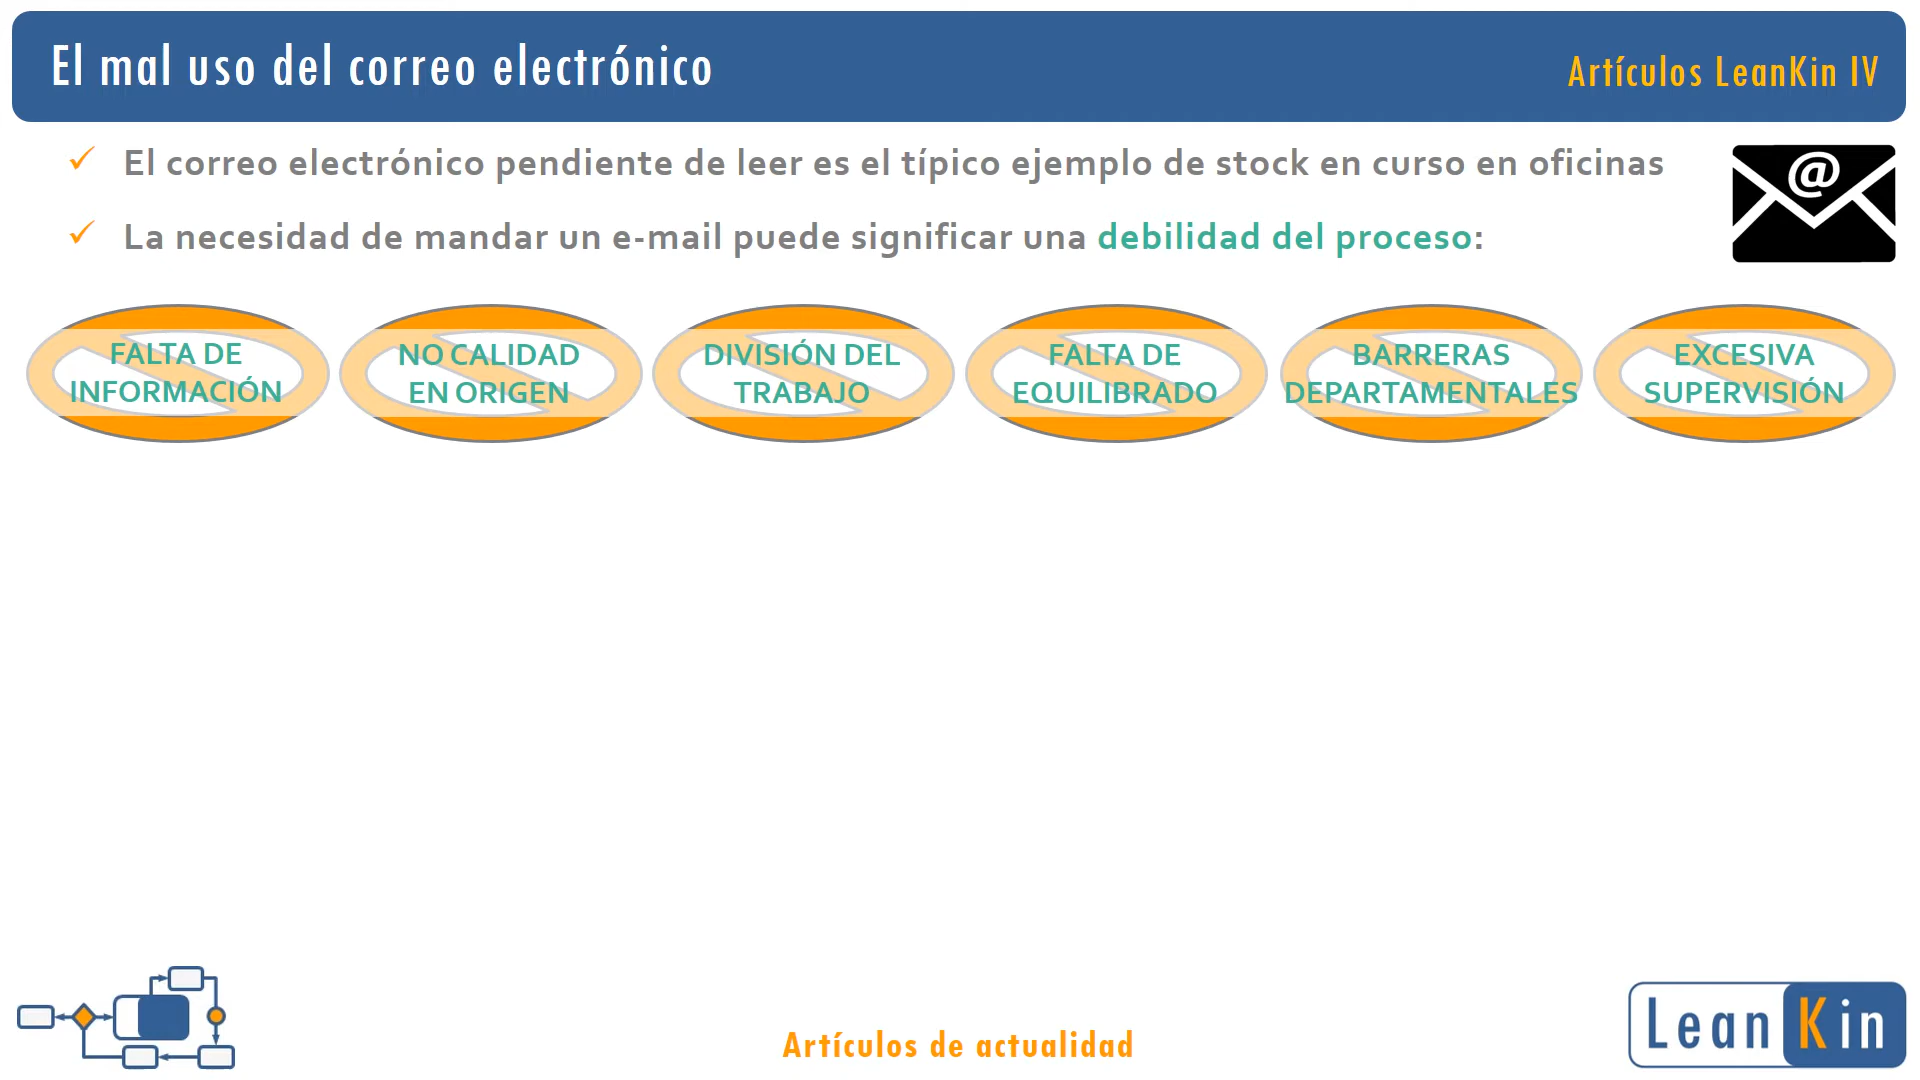 El mal uso del correo electrónico
Artículos LeanKin IV
El correo electrónico pendiente de leer es el típico ejemplo de stock en curso en oficinas
La necesidad de mandar un e-mail puede significar una debilidad del proceso:
@
FALTA DE
INFORMACIÓN
NO CALIDAD
EN ORIGEN
DIVISIÓN DEL
TRABAJO
FALTA DE
EQUILIBRADO
BARRERAS
DEPARTAMENTALES
EXCESIVA
SUPERVISIÓN
Artículos de actualidad
LeanKin